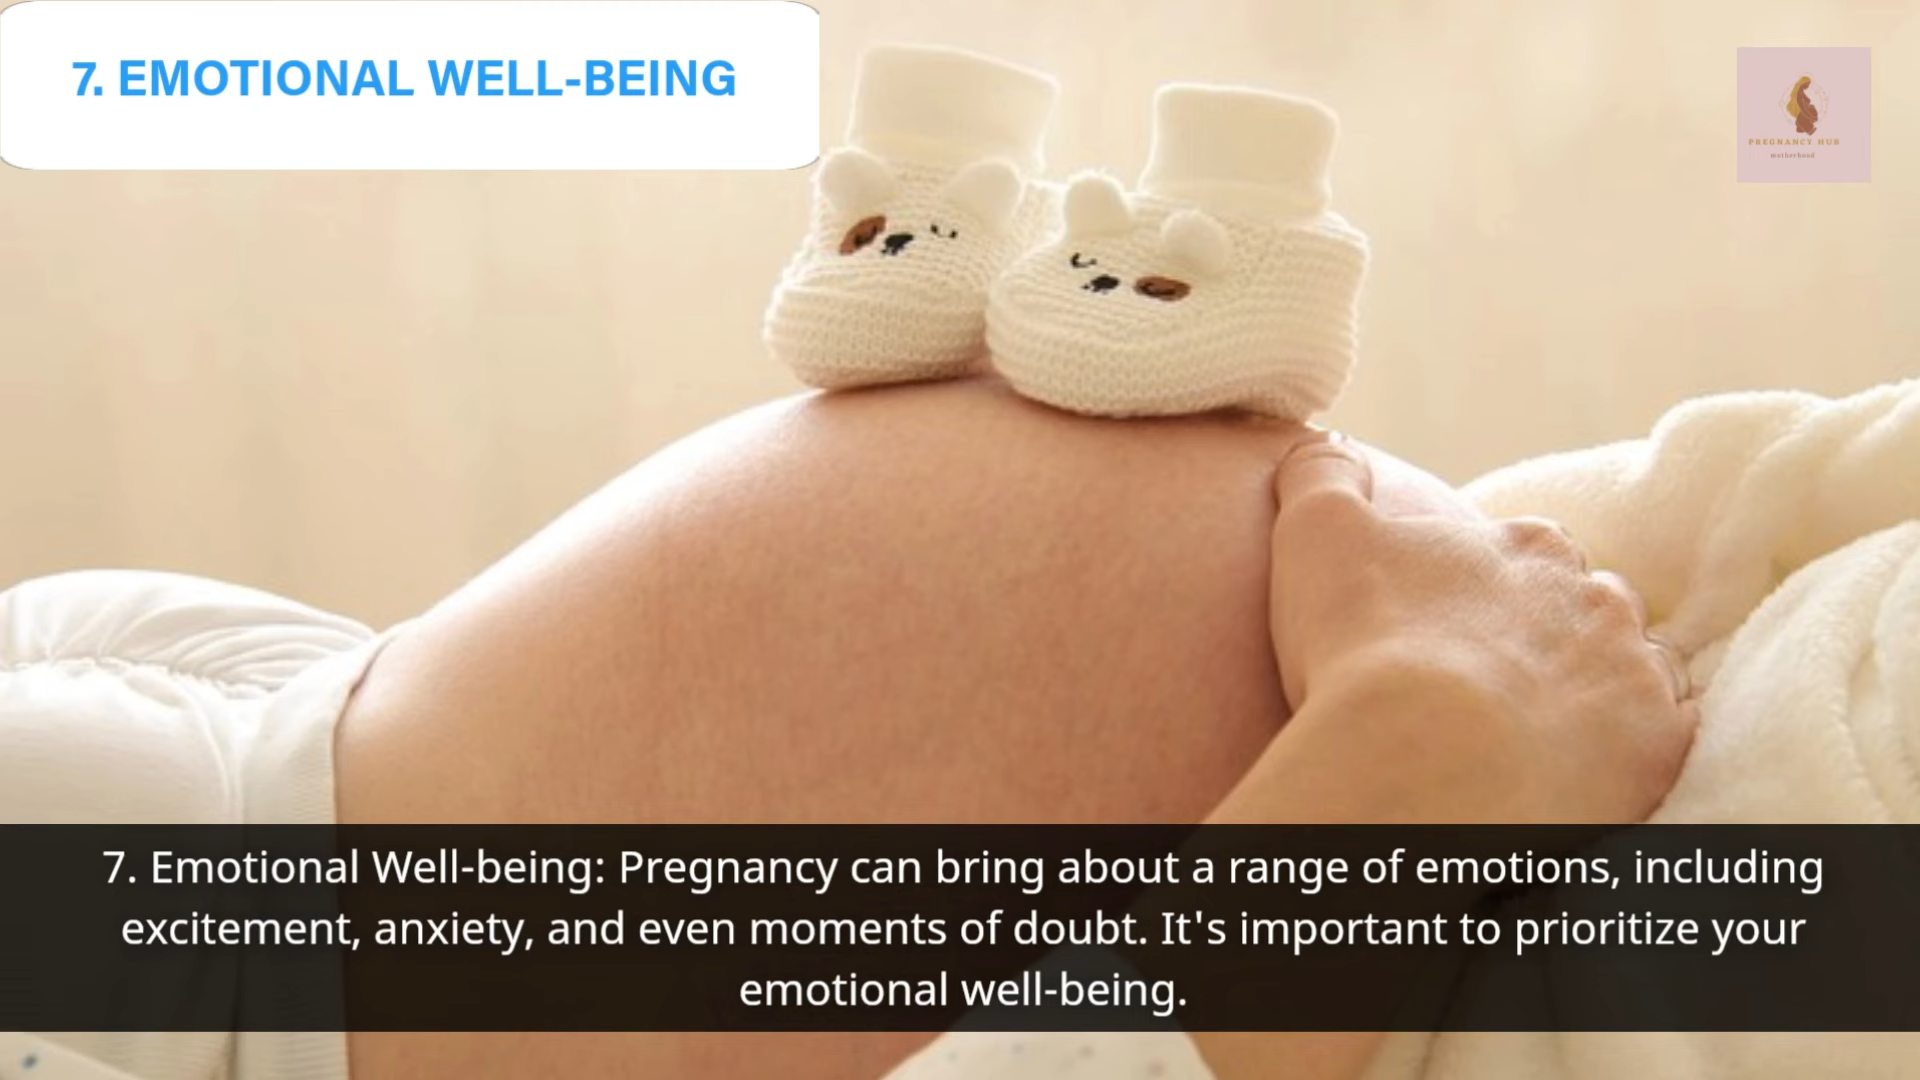 7. EMOTIONAL WELL-BEING
PREGNANCY HUB
motherhood
7. Emotional Well-being: Pregnancy can bring about a range of emotions, including
excitement, anxiety, and even moments of doubt. It's important to prioritize your
emotional well-being.